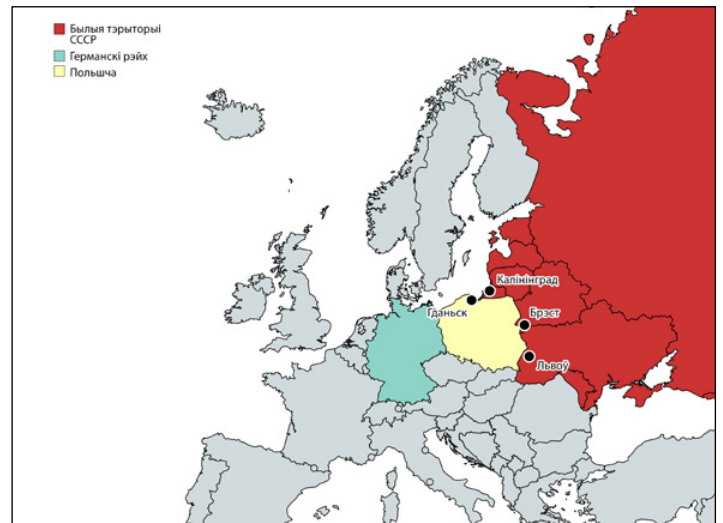 Былыя тэрыторыі
СССР
Германскі рэйх
Польшча
Калінінград
Гданьск
Брэст
Львоў